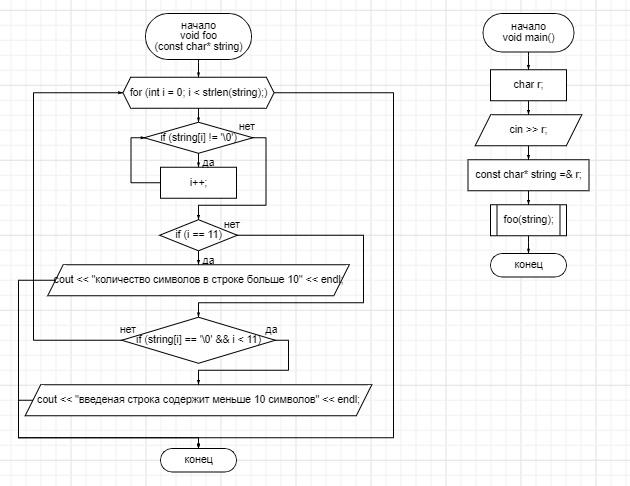 начало
void foo
(const char* string)
for (int i = 0; i < strlen(string);)
if (string[i] != '\0')
нет
да
i++;
if (i == 11)
нет
да
cout << "количество символов в строке больше 10" << endl;
нет
да
if (string[i] == '\0' && i < 11)
cout << "введеная строка содержит меньше 10 символов" << endl;
конец
начало
void main()
char r;
cin >> r;
const char* string =& r;
foo(string);
конец